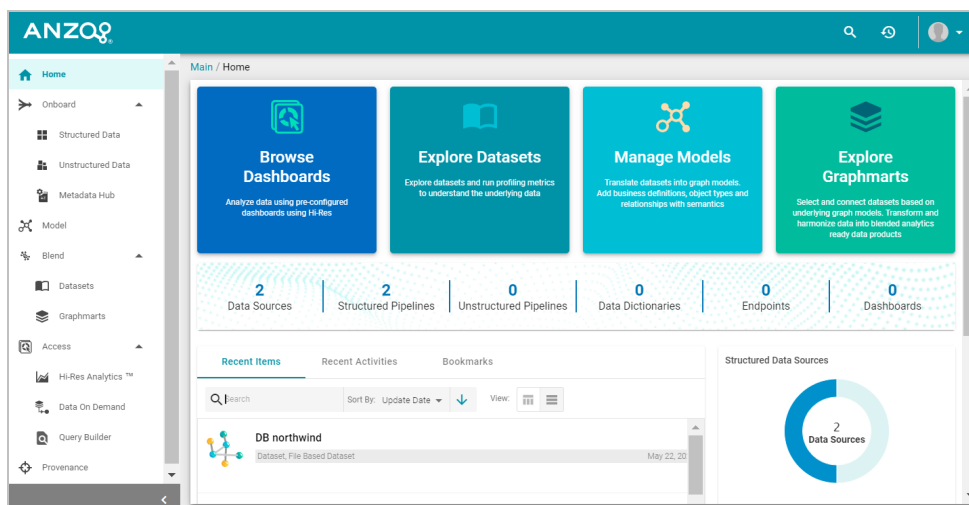 ANZO®
Home
Onboard
Structured Data
Unstructured Data
Metadata Hub
Model
Blend
Datasets
Graphmarts
Access
Hi-Res Analytics ™
Data On Demand
Query Builder
Provenance
Main / Home
Browse
Dashboards
Analyze data using pre-configured
dashboards using Hi-Res
Explore Datasets
Explore datasets and run profiling metrics
to understand the underlying data
Manage Models
Translate datasets into graph models.
Add business definitions, object types and
relationships with semantics
Explore
Graphmarts
Select and connect datasets based on
underlying graph models. Transform and
harmonize data into blended analytics
ready data products
2 2 0 0 0 0
Data Sources Structured Pipelines Unstructured Pipelines Data Dictionaries Endpoints Dashboards
Recent Items Recent Activities Bookmarks
Search Sort By: Update Date View:
DB northwind
Dataset, File Based Dataset May 22, 20
Structured Data Sources
2
Data Sources